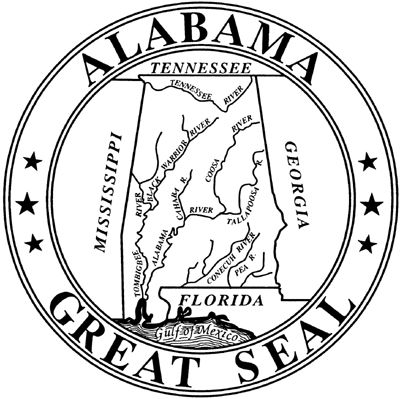 ALABAMA
TENNESSEE
TENNESSEE RIVER
MISSISSIPPI
GEORGIA
BLACK WARRIOR RIVER
COOSA RIVER
CAHABA R.
TALLAPOOSA R.
TOMBIGBEE RIVER
ALABAMA RIVER
CONECUH RIVER
PEA R.
FLORIDA
Gulf of Mexico
GREAT SEAL